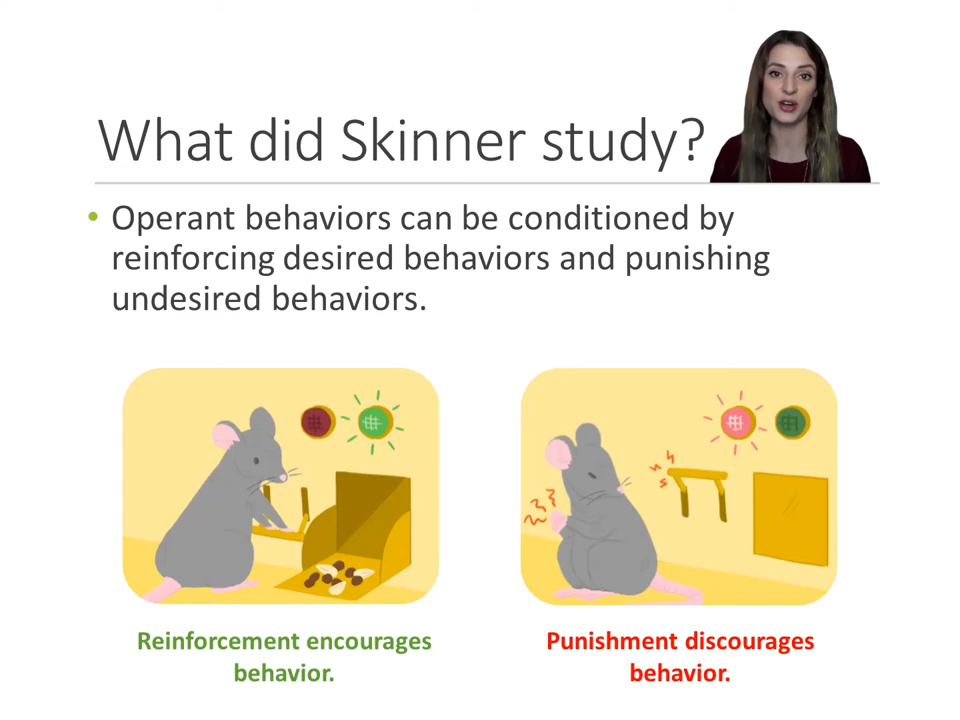 What did Skinner study?
• Operant behaviors can be conditioned by
reinforcing desired behaviors and punishing
undesired behaviors.
Reinforcement encourages
behavior.
Punishment discourages
behavior.